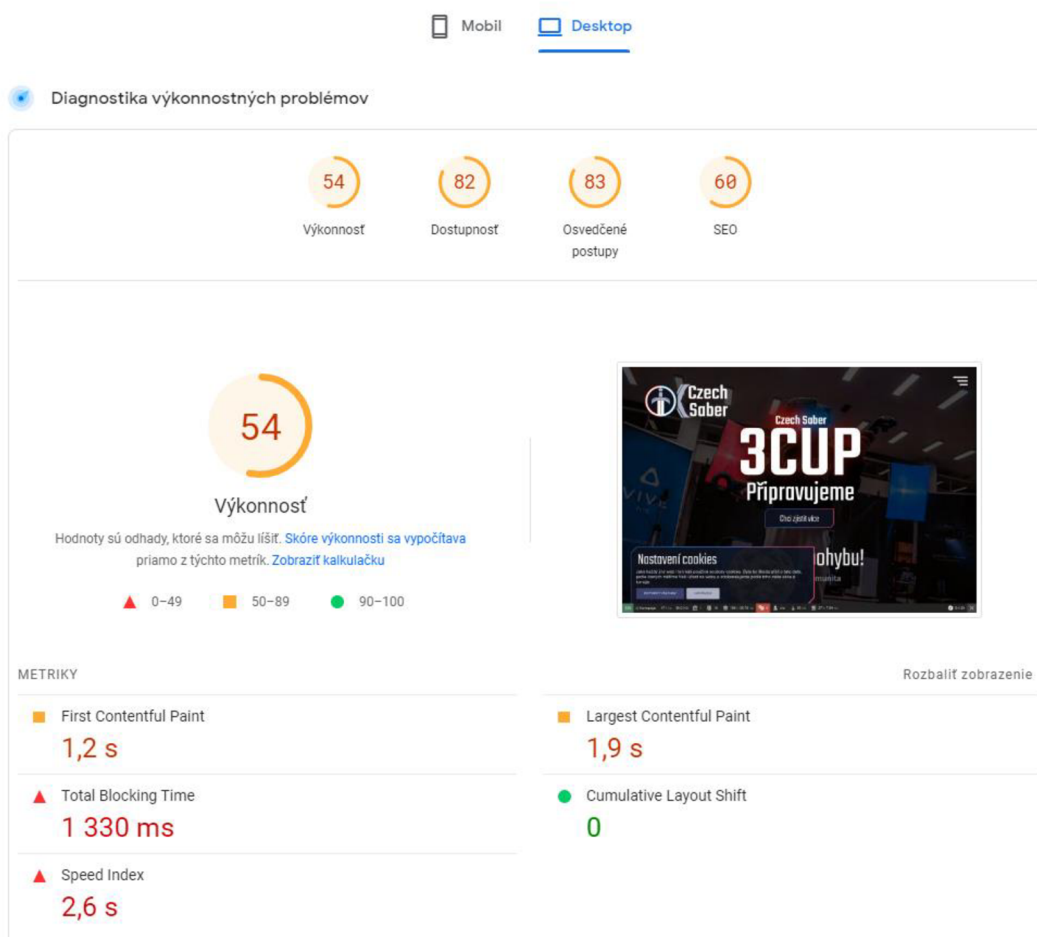 Mobil
Desktop
Diagnostika výkonnostných problémov
54
82
83
60
Výkonnosť
Dostupnosť
Osvedčené
postupy
SEO
54
Výkonnosť
Hodnoty sú odhady, ktoré sa môžu líšiť. Skóre výkonnosti sa vypočítava
priamo z týchto metrík. Zobraziť kalkulačku
0–49
50–89
90–100
Czech
Saber
Czech Saber
3CUP
Připravujeme
Chci zjistit více
VIVE
ohybu!
Nastavení cookies
METRIKY
Rozbaliť zobrazenie
First Contentful Paint
1,2 s
Largest Contentful Paint
1,9 s
Total Blocking Time
1 330 ms
Cumulative Layout Shift
0
Speed Index
2,6 s